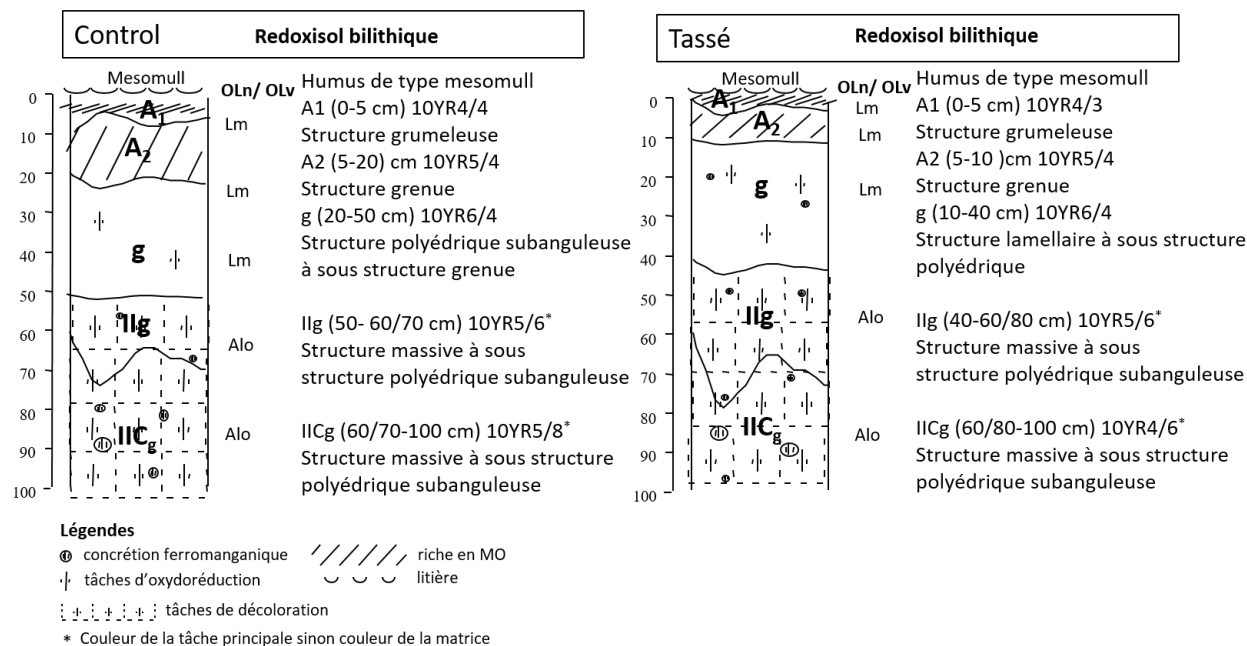 Control
Redoxisol bilithique
Mesomull
OLn/ OLv
0
10
20
30
40
50
60
70
80
90
100
A1
A2
g
IIg
IICg
Lm
Lm
Lm
Alo
Alo
Humus de type mesomull
A1 (0-5 cm) 10YR4/4
Structure grumeleuse
A2 (5-20) cm 10YR5/4
Structure grenue
g (20-50 cm) 10YR6/4
Structure polyédrique subanguleuse
à sous structure grenue
IIg (50- 60/70 cm) 10YR5/6*
Structure massive à sous
structure polyédrique subanguleuse
IICg (60/70-100 cm) 10YR5/8*
Structure massive à sous structure
polyédrique subanguleuse
Tassé
Redoxisol bilithique
Mesomull
OLn/ OLv
0
10
20
30
40
50
60
70
80
90
100
A1
A2
g
IIg
IICg
Lm
Lm
Lm
Alo
Alo
Humus de type mesomull
A1 (0-5 cm) 10YR4/3
Structure grumeleuse
A2 (5-10 )cm 10YR5/4
Structure grenue
g (10-40 cm) 10YR6/4
Structure lamellaire à sous structure
polyédrique
IIg (40-60/80 cm) 10YR5/6*
Structure massive à sous
structure polyédrique subanguleuse
IICg (60/80-100 cm) 10YR4/6*
Structure massive à sous structure
polyédrique subanguleuse
Légendes
concrétion ferromanganique
riche en MO
tâches d'oxydoréduction
litière
tâches de décoloration
* Couleur de la tâche principale sinon couleur de la matrice